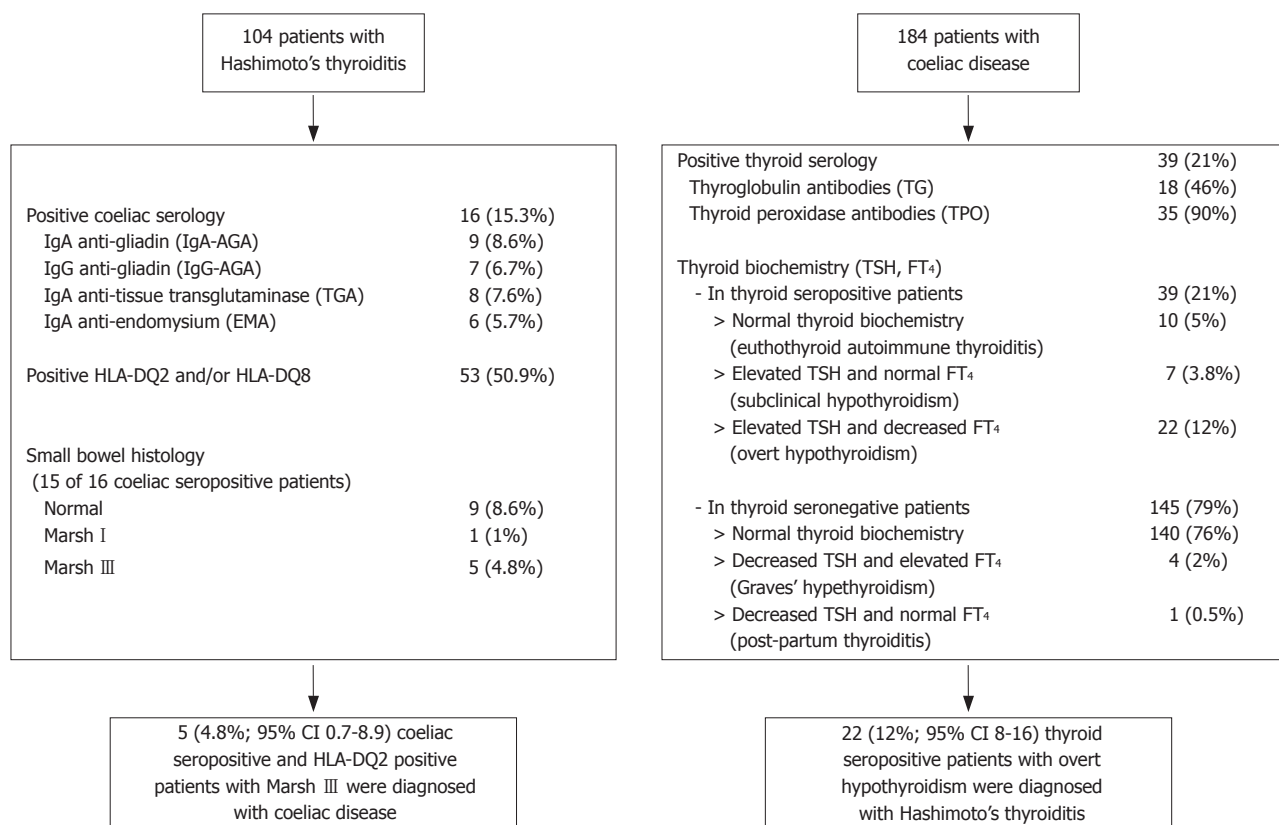 104 patients with
Hashimoto's thyroiditis
Positive coeliac serology 16 (15.3%)
IgA anti-gliadin (IgA-AGA) 9 (8.6%)
IgG anti-gliadin (IgG-AGA) 7 (6.7%)
IgA anti-tissue transglutaminase (TGA) 8 (7.6%)
IgA anti-endomysium (EMA) 6 (5.7%)
Positive HLA-DQ2 and/or HLA-DQ8 53 (50.9%)
Small bowel histology
(15 of 16 coeliac seropositive patients)
Normal 9 (8.6%)
Marsh Ⅰ 1 (1%)
Marsh Ⅲ 5 (4.8%)
5 (4.8%; 95% CI 0.7-8.9) coeliac
seropositive and HLA-DQ2 positive
patients with Marsh Ⅲ were diagnosed
with coeliac disease
184 patients with
coeliac disease
Positive thyroid serology 39 (21%)
Thyroglobulin antibodies (TG) 18 (46%)
Thyroid peroxidase antibodies (TPO) 35 (90%)
Thyroid biochemistry (TSH, FT₄)
- In thyroid seropositive patients 39 (21%)
> Normal thyroid biochemistry 10 (5%)
(euthothyroid autoimmune thyroiditis)
> Elevated TSH and normal FT₄ 7 (3.8%)
(subclinical hypothyroidism)
> Elevated TSH and decreased FT₄ 22 (12%)
(overt hypothyroidism)
- In thyroid seronegative patients 145 (79%)
> Normal thyroid biochemistry 140 (76%)
> Decreased TSH and elevated FT₄ 4 (2%)
(Graves' hypethyroidism)
> Decreased TSH and normal FT₄ 1 (0.5%)
(post-partum thyroiditis)
22 (12%; 95% CI 8-16) thyroid
seropositive patients with overt
hypothyroidism were diagnosed
with Hashimoto's thyroiditis